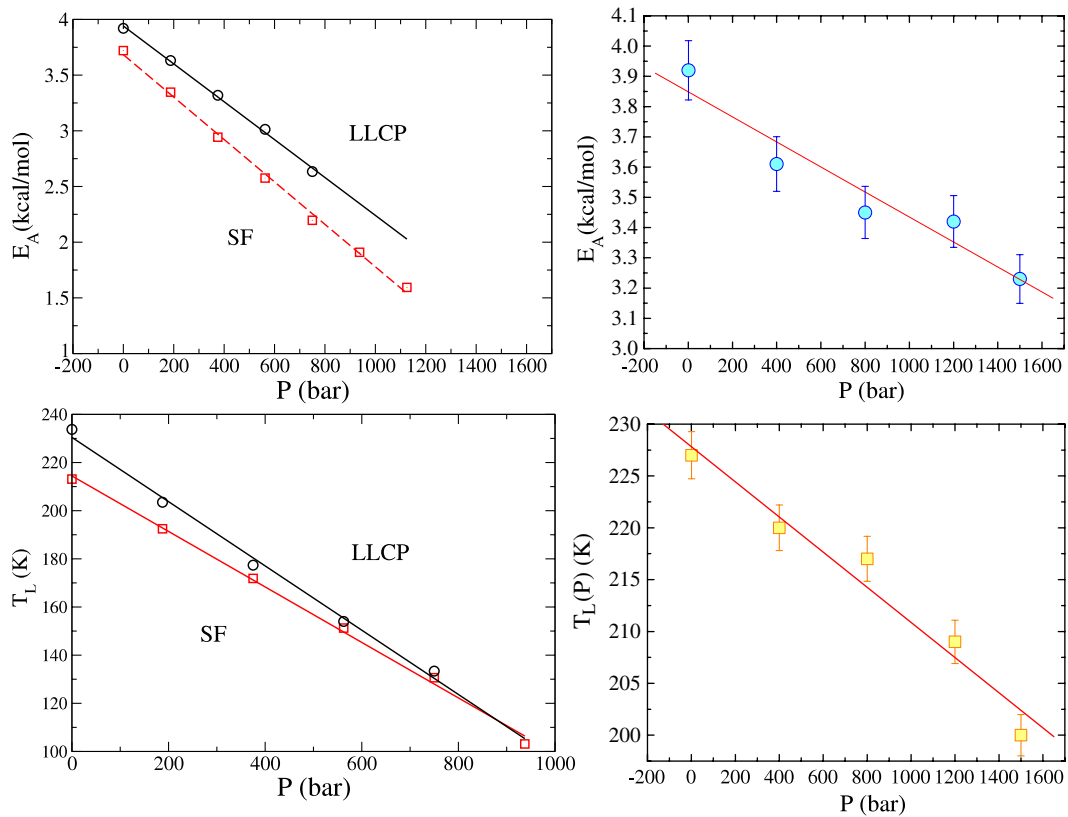 4
3.5
3
2.5
2
1.5
1
E_A(kcal/mol)
LLCP
SF
-200 0 200 400 600 800 1000 1200 1400 1600
P (bar)
4.1
4.0
3.9
3.8
3.7
3.6
3.5
3.4
3.3
3.2
3.1
3.0
E_A(kcal/mol)
-200 0 200 400 600 800 1000 1200 1400 1600
P (bar)
240
220
200
180
160
140
120
100
T_L (K)
LLCP
SF
0 200 400 600 800 1000
P (bar)
230
225
220
215
210
205
200
T_L(P) (K)
-200 0 200 400 600 800 1000 1200 1400 1600
P (bar)